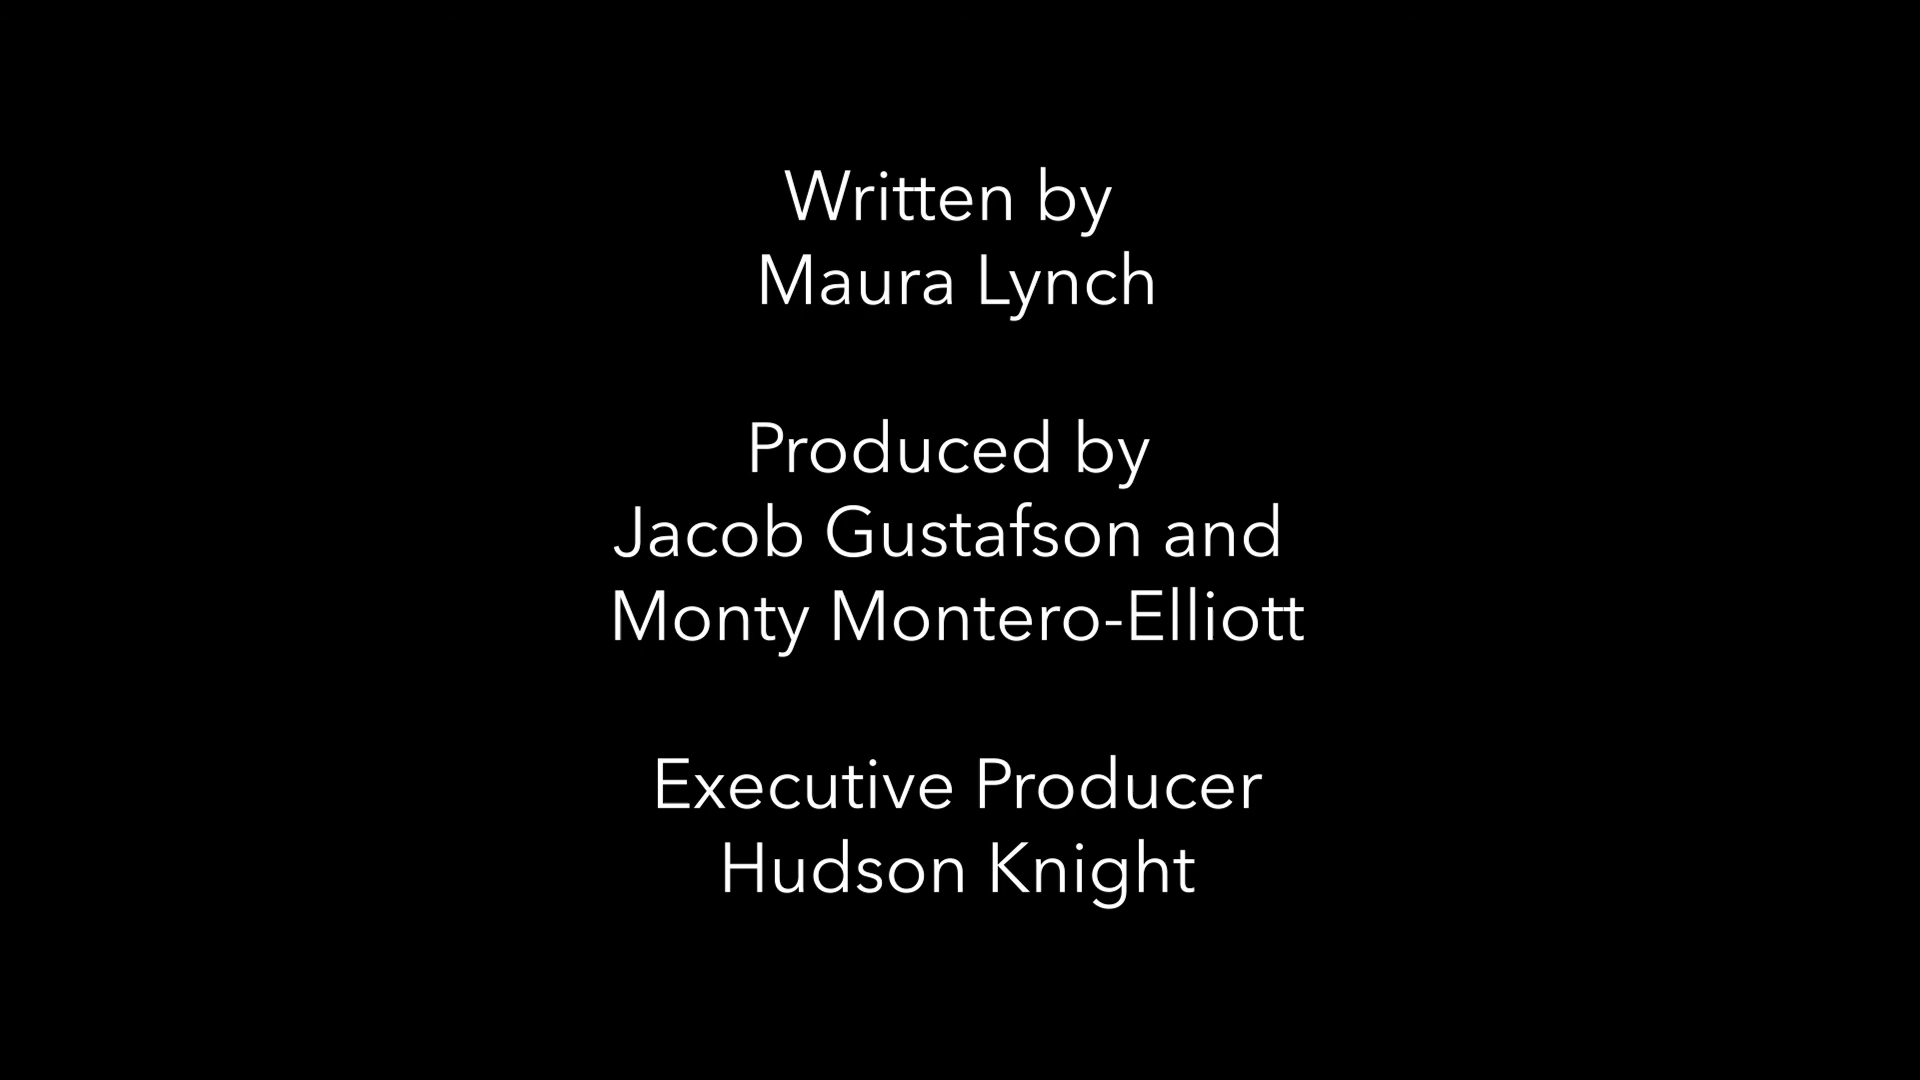 Written by
Maura Lynch
Produced by
Jacob Gustafson and
Monty Montero-Elliott
Executive Producer
Hudson Knight